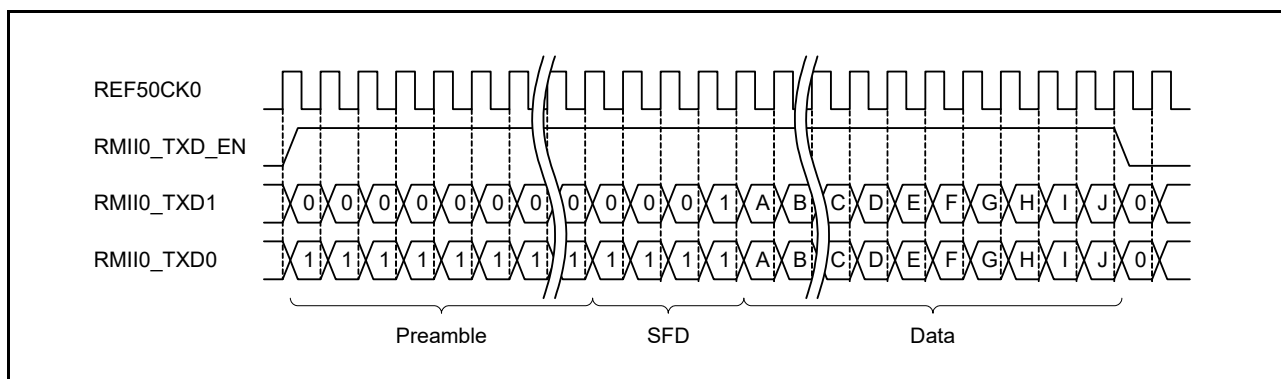 REF50CK0
RMII0_TXD_EN
RMII0_TXD1 0 0 0 0 0 0 0 0 0 0 0 1 A B C D E F G H I J 0
RMII0_TXD0 1 1 1 1 1 1 1 1 1 1 1 1 A B C D E F G H I J 0
Preamble SFD Data